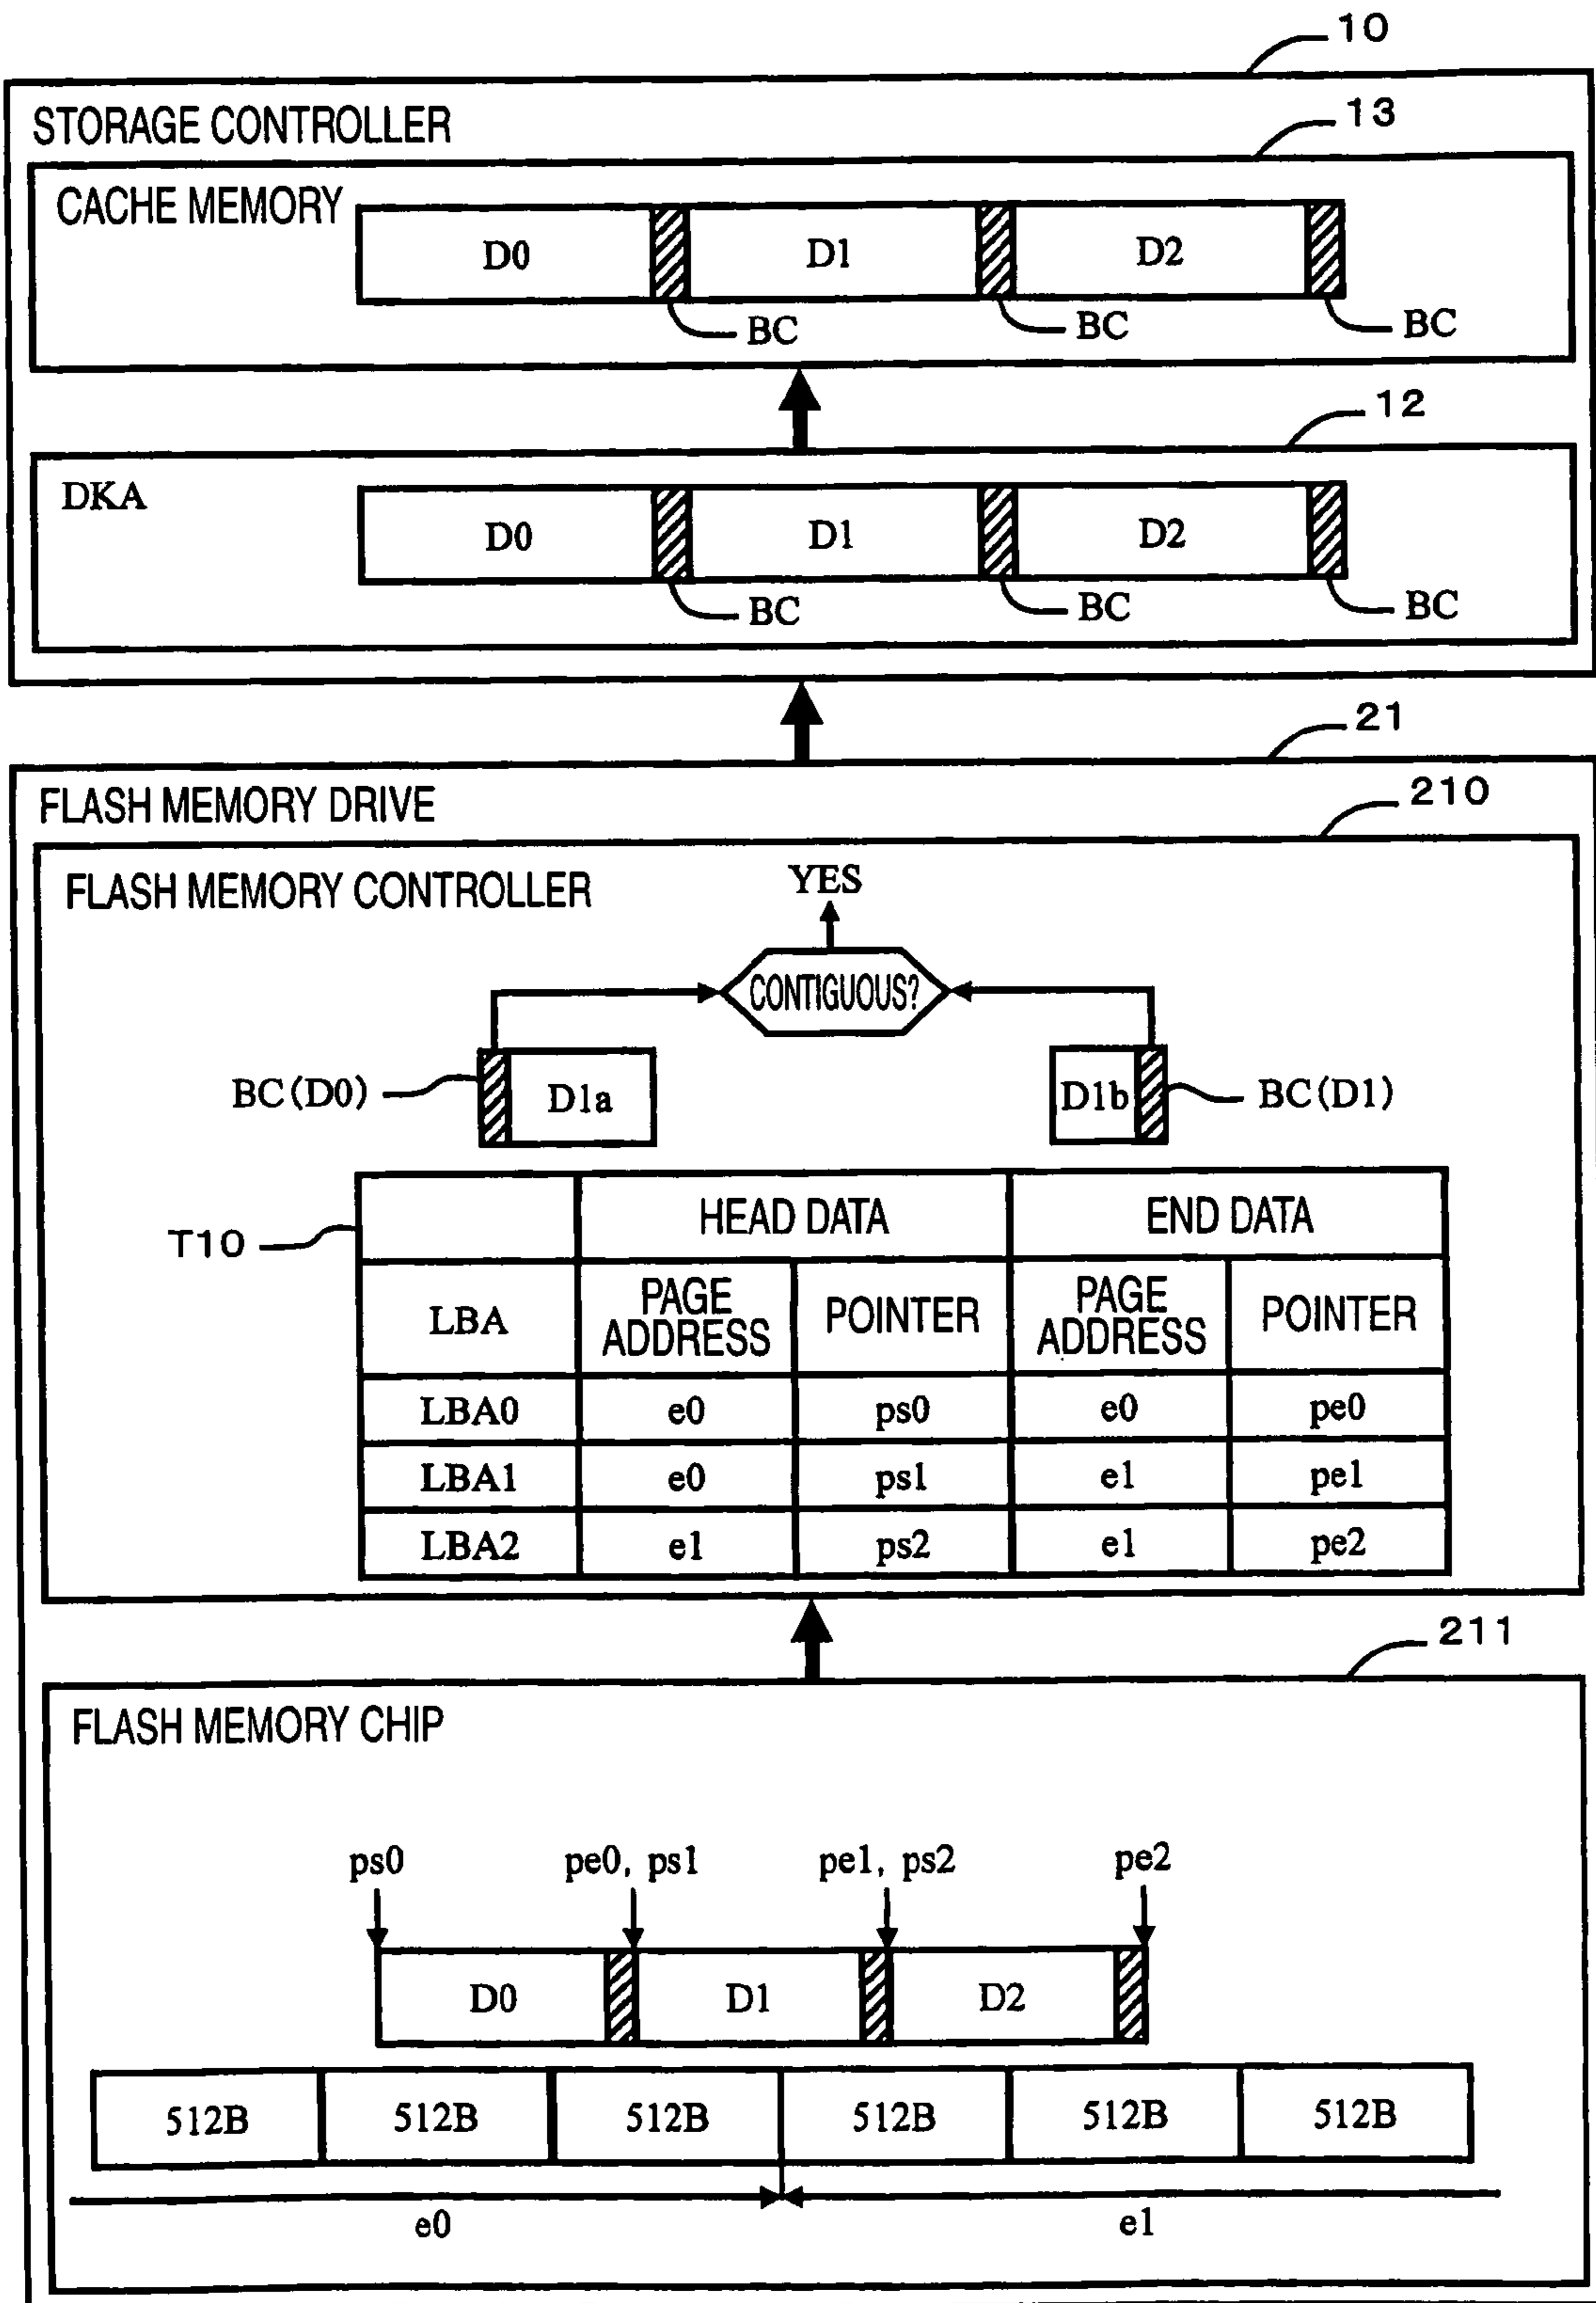 10
STORAGE CONTROLLER
13
CACHE MEMORY
D0 D1 D2
BC BC BC
12
DKA
D0 D1 D2
BC BC BC
21
FLASH MEMORY DRIVE
210
FLASH MEMORY CONTROLLER
YES
CONTIGUOUS?
BC(D0) D1a D1b BC(D1)
T10
HEAD DATA END DATA
LBA PAGE ADDRESS POINTER PAGE ADDRESS POINTER
LBA0 e0 ps0 e0 pe0
LBA1 e0 ps1 e1 pe1
LBA2 e1 ps2 e1 pe2
211
FLASH MEMORY CHIP
ps0 pe0, ps1 pe1, ps2 pe2
D0 D1 D2
512B 512B 512B 512B 512B 512B
e0 e1